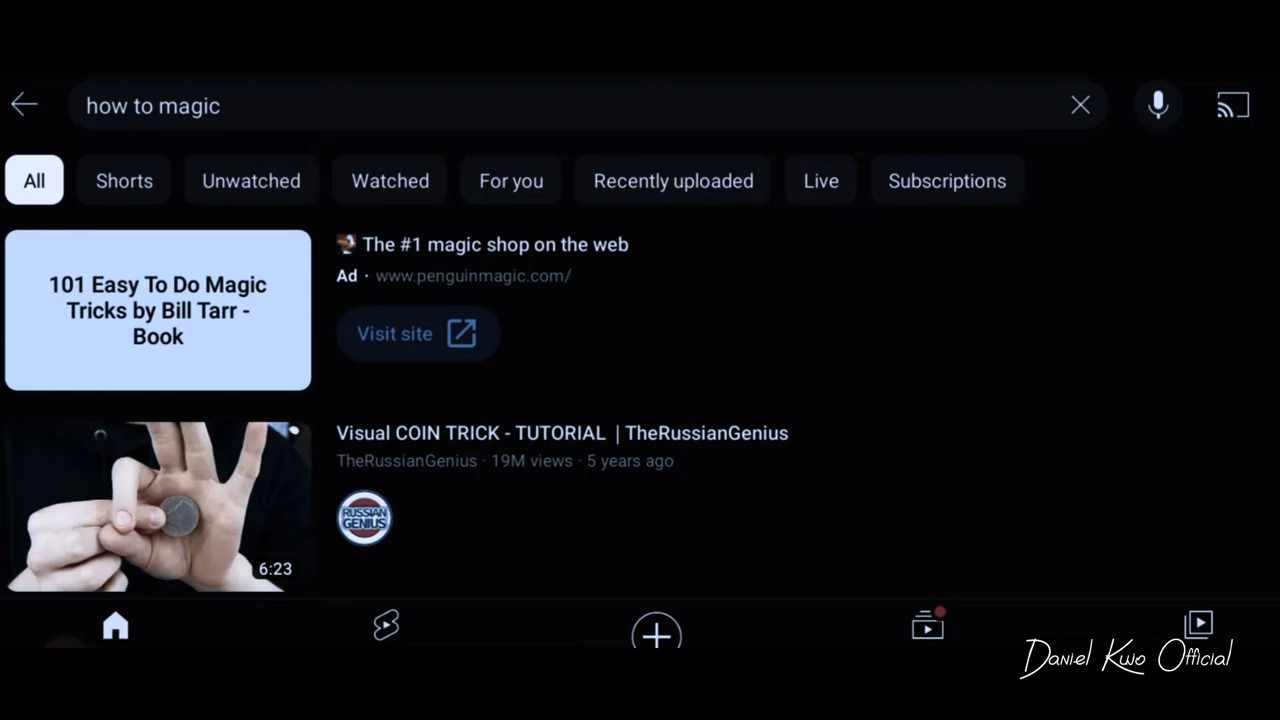 how to magic
All
Shorts
Unwatched
Watched
For you
Recently uploaded
Live
Subscriptions
101 Easy To Do Magic
Tricks by Bill Tarr -
Book
The #1 magic shop on the web
Ad · www.penguinmagic.com/
Visit site
6:23
Visual COIN TRICK - TUTORIAL | TheRussianGenius
TheRussianGenius · 19M views · 5 years ago
RUSSIAN
GENIUS
Daniel Kwo Official